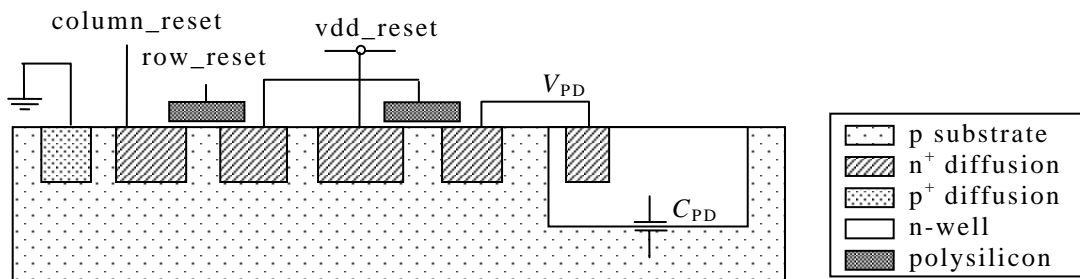 column_reset
vdd_reset
row_reset
V_PD
C_PD
p substrate
n⁺ diffusion
p⁺ diffusion
n-well
polysilicon